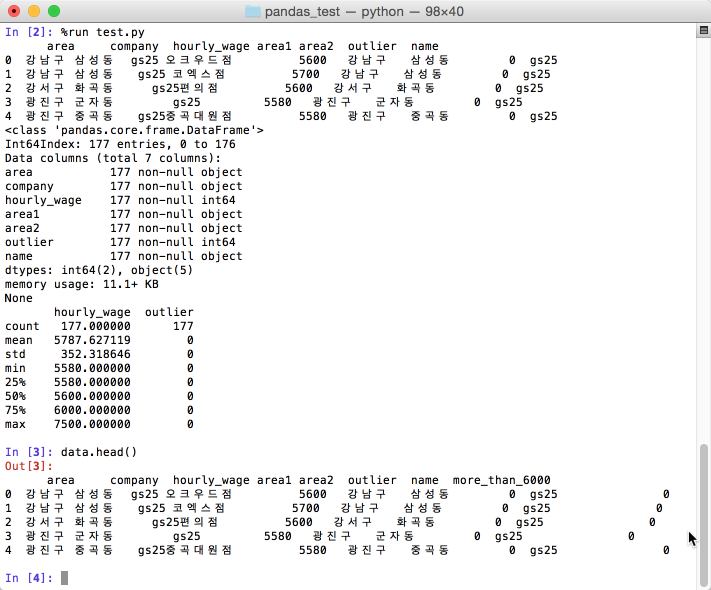 pandas_test — python — 98×40
In [2]: %run test.py
area company hourly_wage area1 area2 outlier name
0 강남구 삼성동 gs25 오크우드점 5600 강남구 삼성동 0 gs25
1 강남구 삼성동 gs25 코엑스점 5700 강남구 삼성동 0 gs25
2 강서구 화곡동 gs25편의점 5600 강서구 화곡동 0 gs25
3 광진구 군자동 gs25 5580 광진구 군자동 0 gs25
4 광진구 중곡동 gs25중곡대원점 5580 광진구 중곡동 0 gs25
<class 'pandas.core.frame.DataFrame'>
Int64Index: 177 entries, 0 to 176
Data columns (total 7 columns):
area 177 non-null object
company 177 non-null object
hourly_wage 177 non-null int64
area1 177 non-null object
area2 177 non-null object
outlier 177 non-null int64
name 177 non-null object
dtypes: int64(2), object(5)
memory usage: 11.1+ KB
None
hourly_wage outlier
count 177.000000 177
mean 5787.627119 0
std 352.318646 0
min 5580.000000 0
25% 5580.000000 0
50% 5600.000000 0
75% 6000.000000 0
max 7500.000000 0
In [3]: data.head()
Out[3]:
area company hourly_wage area1 area2 outlier name more_than_6000
0 강남구 삼성동 gs25 오크우드점 5600 강남구 삼성동 0 gs25 0
1 강남구 삼성동 gs25 코엑스점 5700 강남구 삼성동 0 gs25 0
2 강서구 화곡동 gs25편의점 5600 강서구 화곡동 0 gs25 0
3 광진구 군자동 gs25 5580 광진구 군자동 0 gs25 0
4 광진구 중곡동 gs25중곡대원점 5580 광진구 중곡동 0 gs25 0
In [4]: